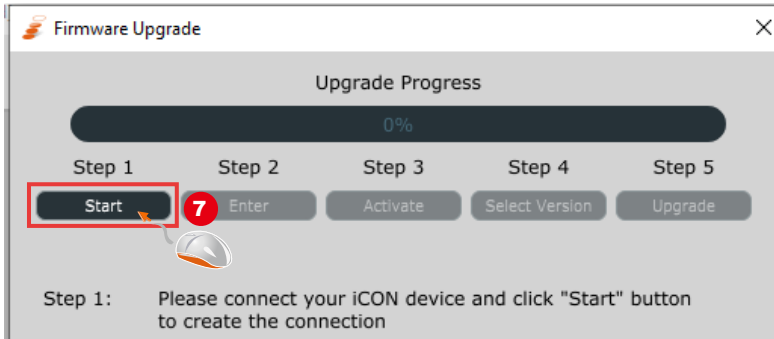 Firmware Upgrade
Upgrade Progress
0%
Step 1 Step 2 Step 3 Step 4 Step 5
Start 7 Enter Activate Select Version Upgrade
Step 1: Please connect your iCON device and click "Start" button
to create the connection